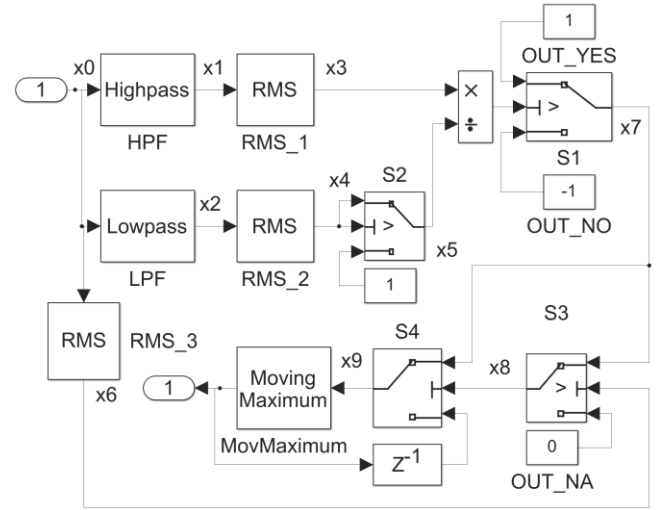 1
OUT_YES
x0
x1
x3
1
Highpass
RMS
×
÷
>
x7
HPF
RMS_1
S1
x4
S2
-1
x2
OUT_NO
Lowpass
RMS
>
x5
LPF
RMS_2
1
S4
S3
RMS
RMS_3
x9
x8
1
Moving
Maximum
>
x6
MovMaximum
Z-1
0
OUT_NA